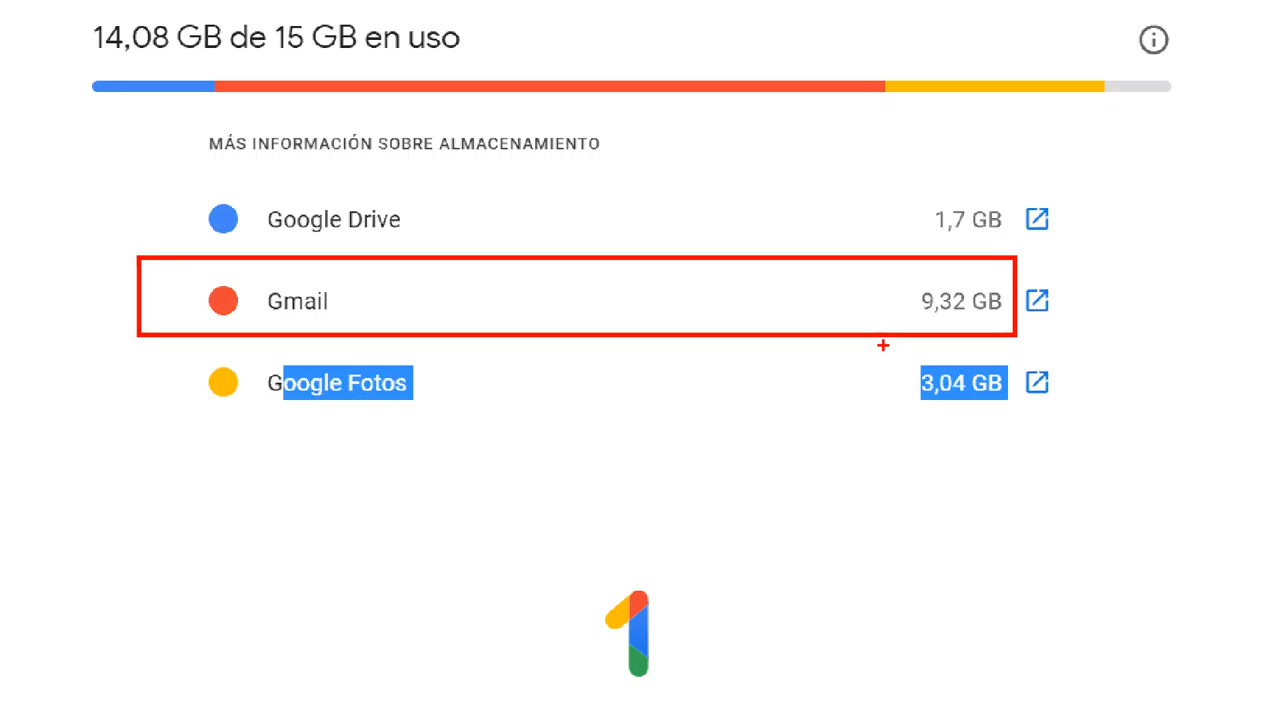 14,08 GB de 15 GB en uso
MÁS INFORMACIÓN SOBRE ALMACENAMIENTO
Google Drive 1,7 GB
Gmail 9,32 GB
Google Fotos 3,04 GB